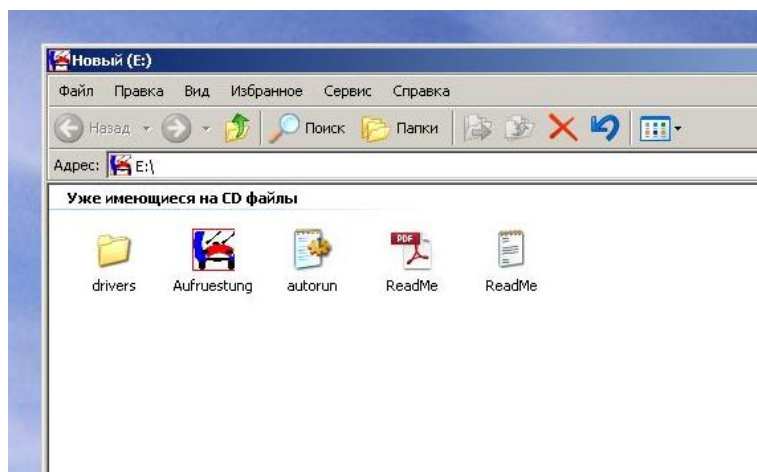 Новый (E:)
Файл Правка Вид Избранное Сервис Справка
Назад Поиск Папки
Адрес: E:\
Уже имеющиеся на CD файлы
PDF
drivers Aufruestung autorun ReadMe ReadMe